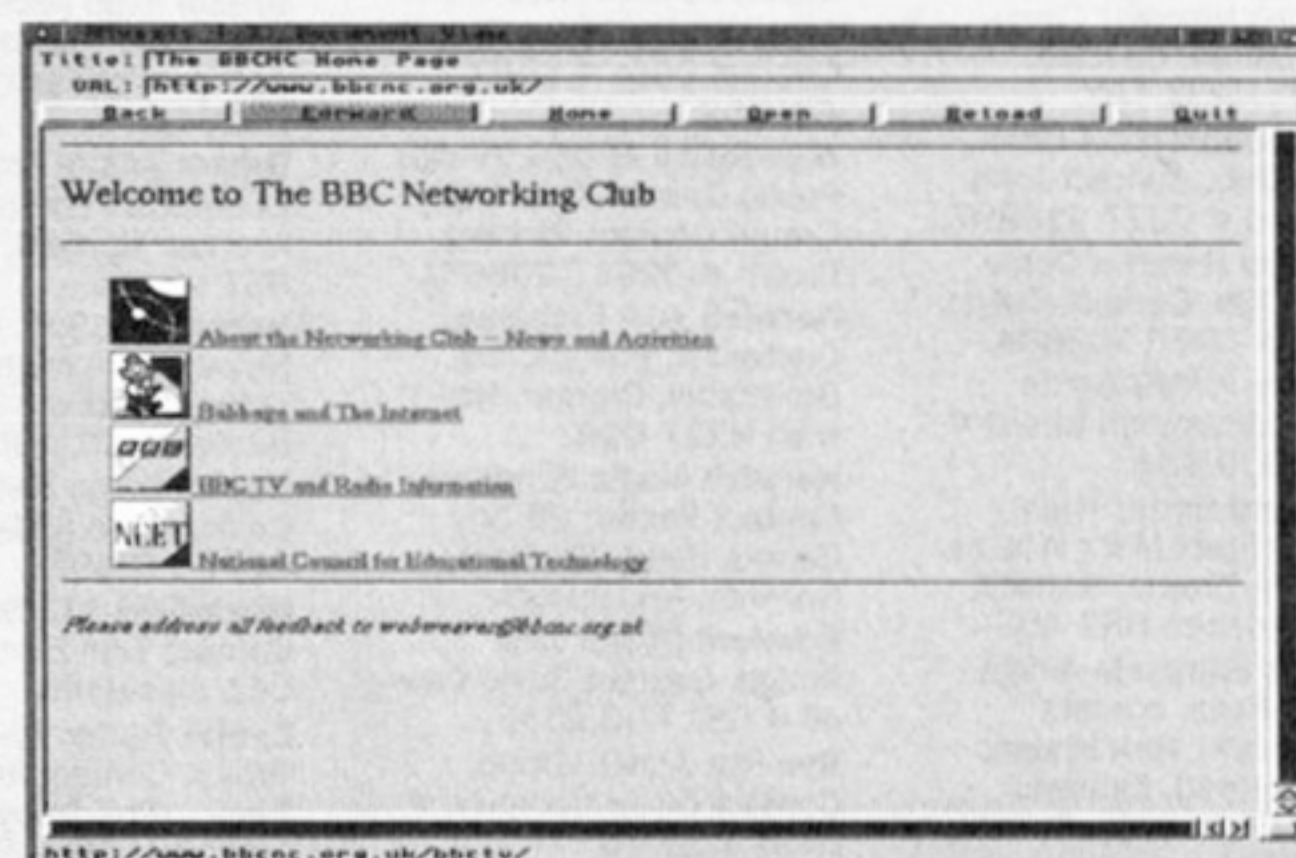 Document View
Title: The BBCNC Home Page
URL: http://www.bbcnc.org.uk/
Back Forward Home Open Reload Quit
Welcome to The BBC Networking Club
About the Networking Club – News and Activities
Babbage and The Internet
BBC
BBC TV and Radio Information
NCET
National Council for Educational Technology
Please address all feedback to webweaver@bbcnc.org.uk
http://www.bbcnc.org.uk/bbctv/